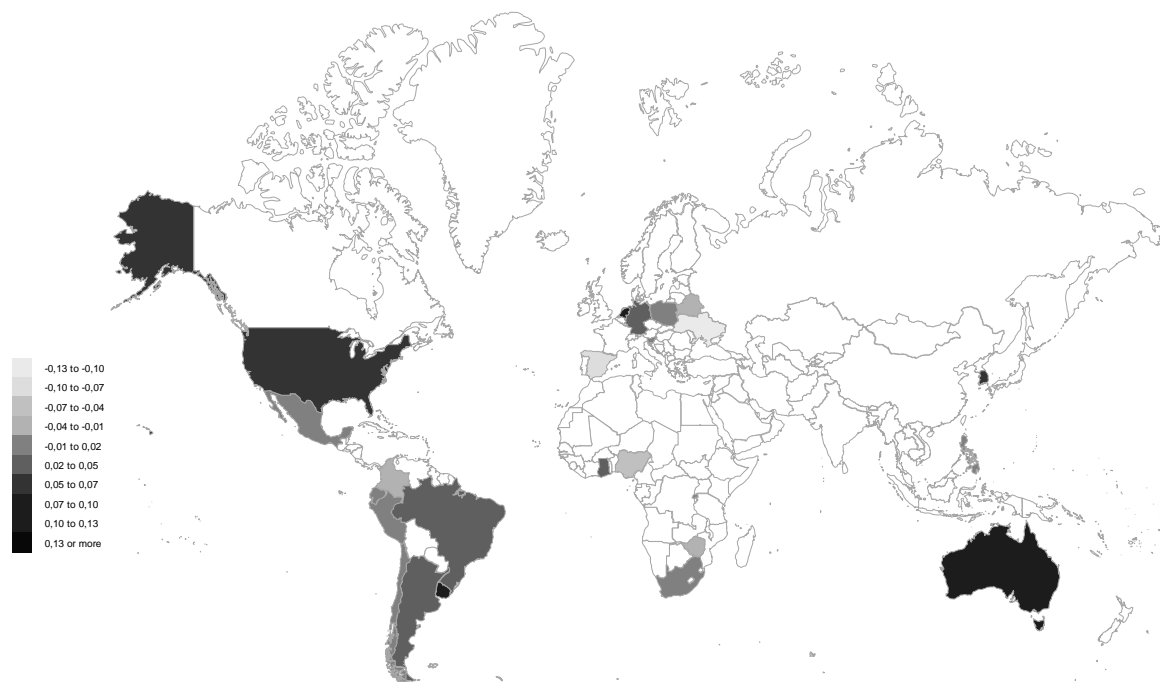 -0,13 to -0,10
-0,10 to -0,07
-0,07 to -0,04
-0,04 to -0,01
-0,01 to 0,02
0,02 to 0,05
0,05 to 0,07
0,07 to 0,10
0,10 to 0,13
0,13 or more